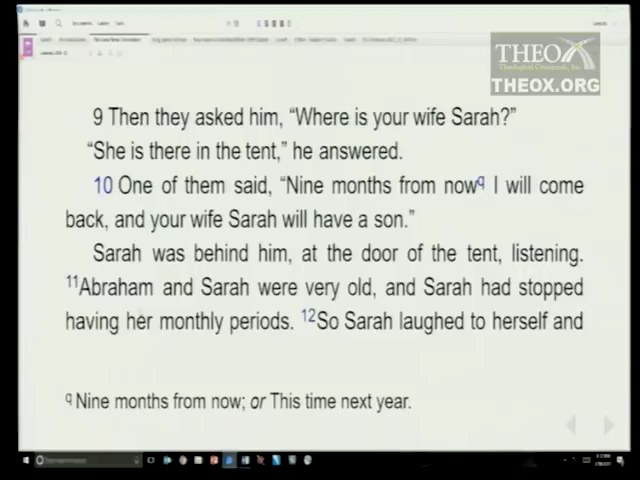 THEOX
Theological Crossroads, Inc.
THEOX.ORG
9 Then they asked him, “Where is your wife Sarah?”
“She is there in the tent,” he answered.
10 One of them said, “Nine months from nowq I will come
back, and your wife Sarah will have a son.”
Sarah was behind him, at the door of the tent, listening.
11Abraham and Sarah were very old, and Sarah had stopped
having her monthly periods. 12So Sarah laughed to herself and
q Nine months from now; or This time next year.